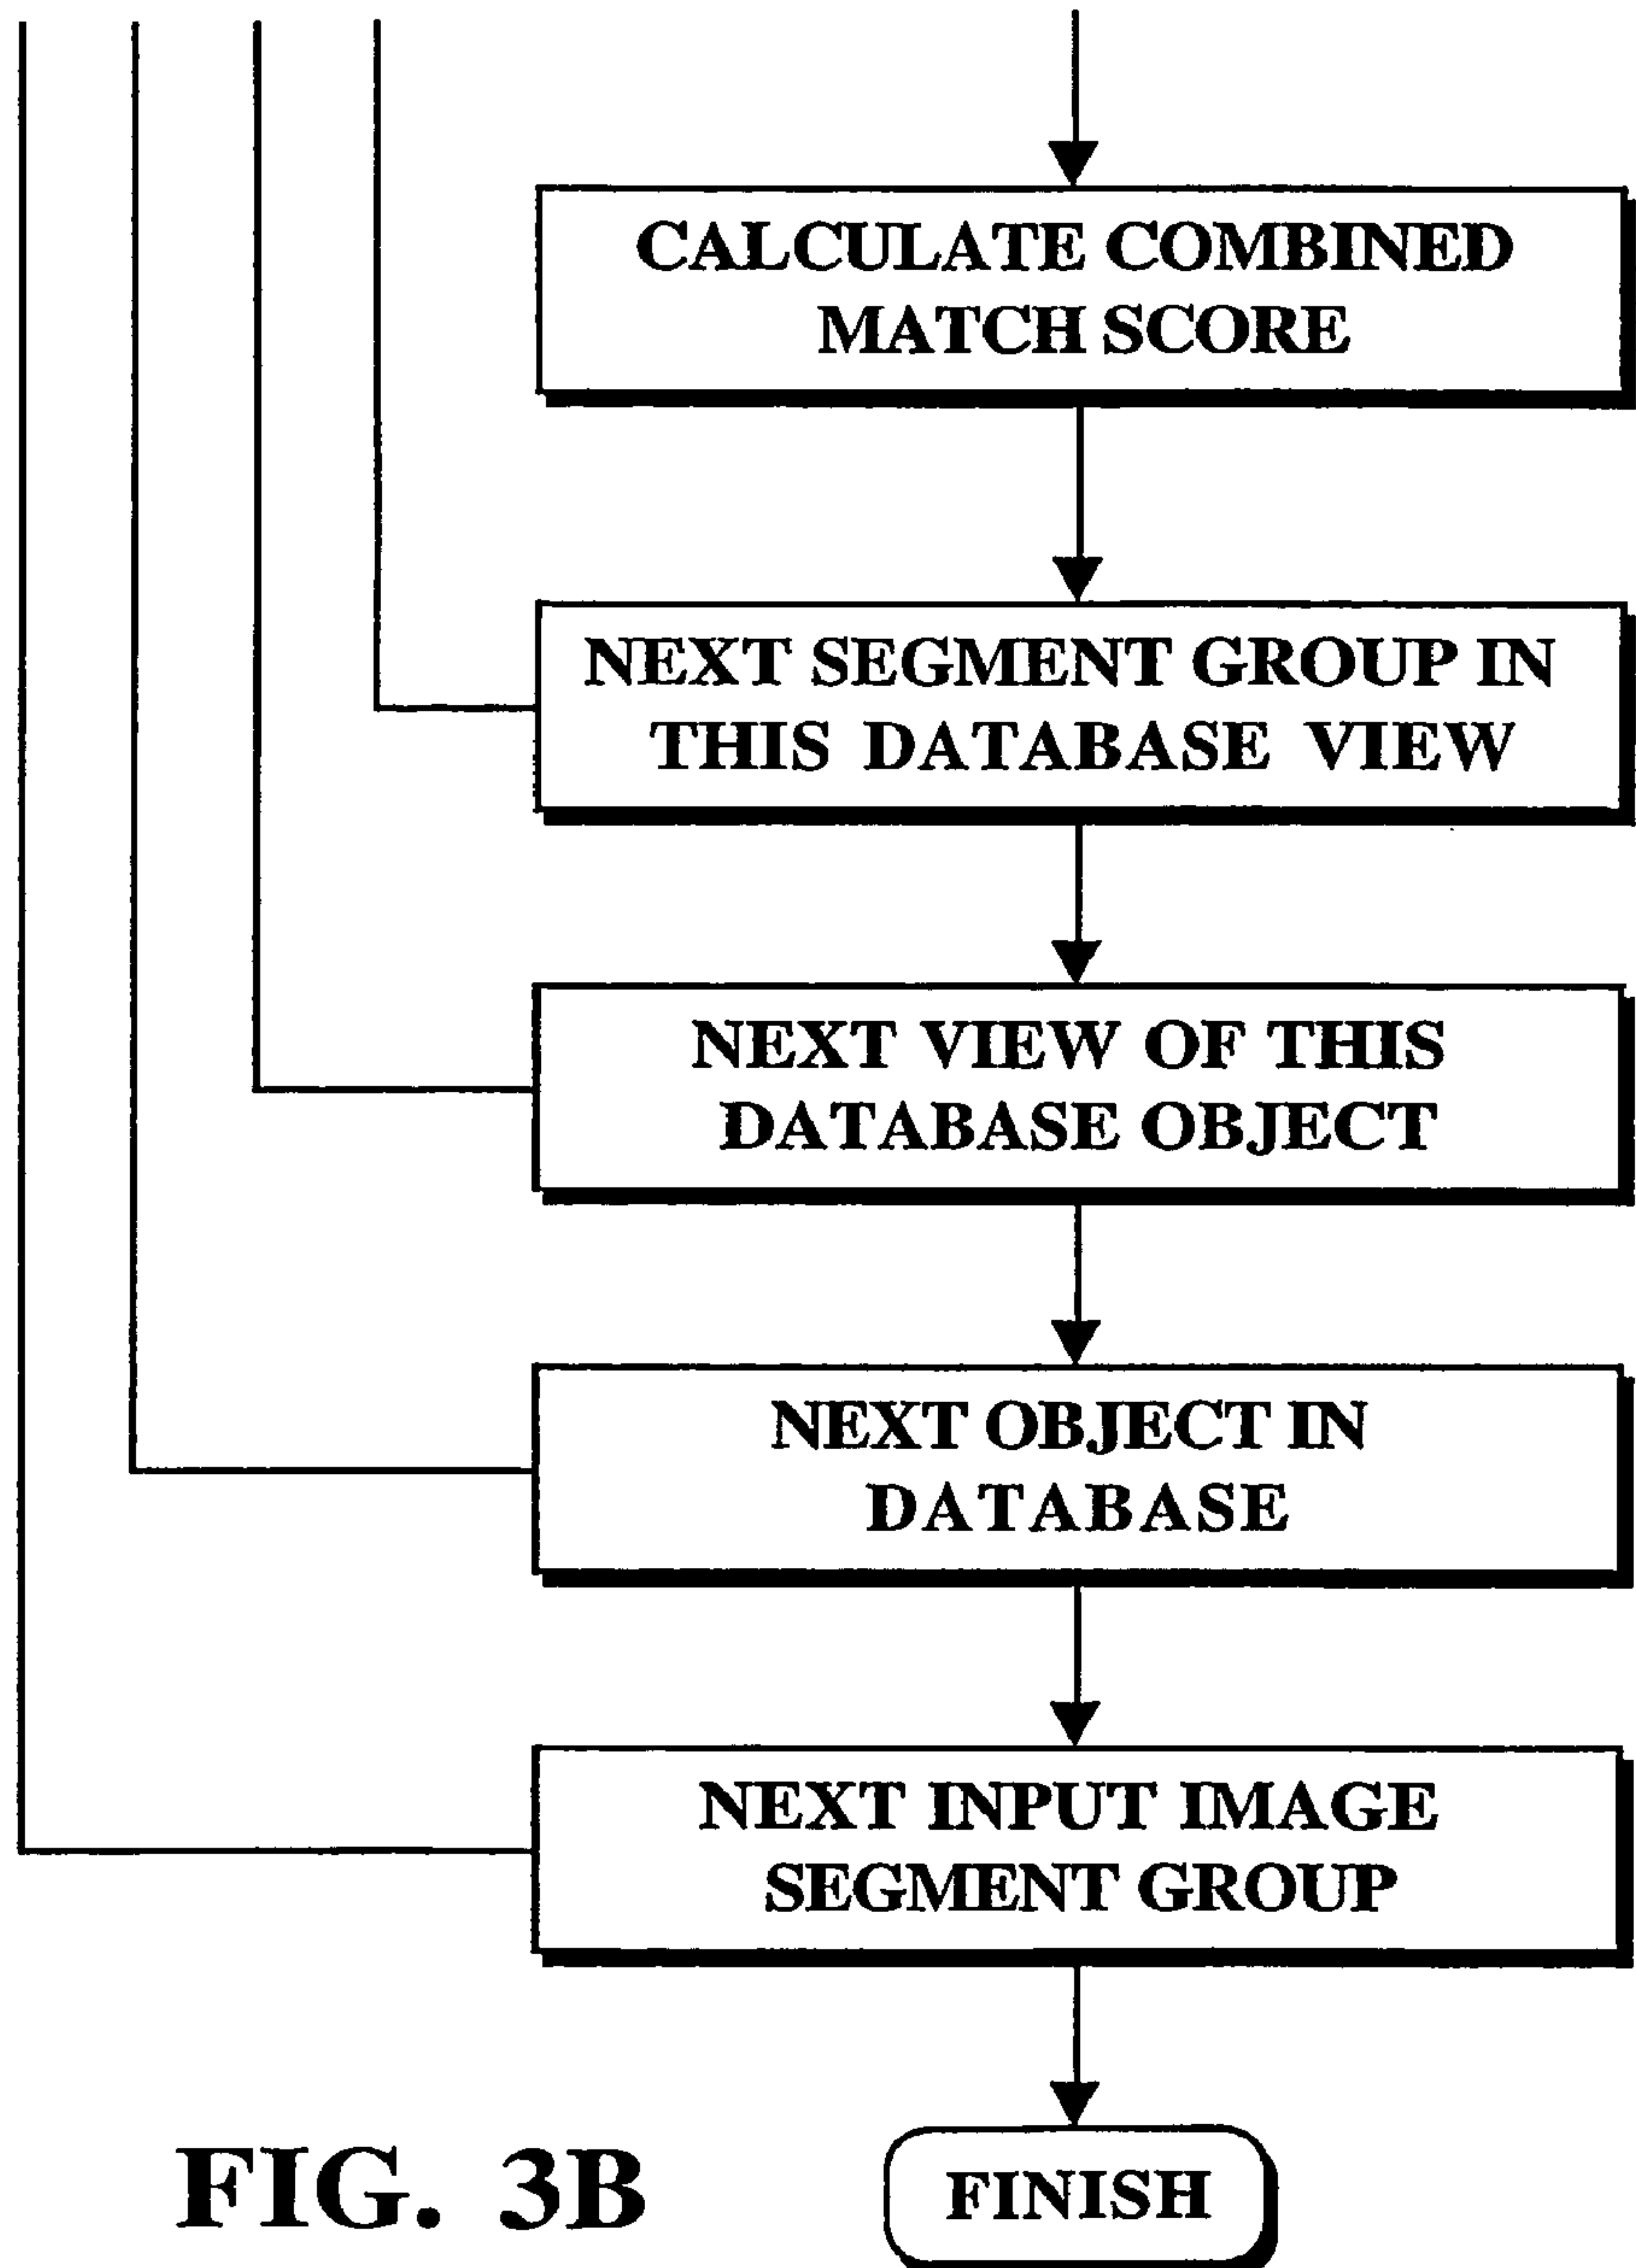 CALCULATE COMBINED
MATCH SCORE
NEXT SEGMENT GROUP IN
THIS DATABASE VIEW
NEXT VIEW OF THIS
DATABASE OBJECT
NEXT OBJECT IN
DATABASE
NEXT INPUT IMAGE
SEGMENT GROUP
FINISH
FIG. 3B